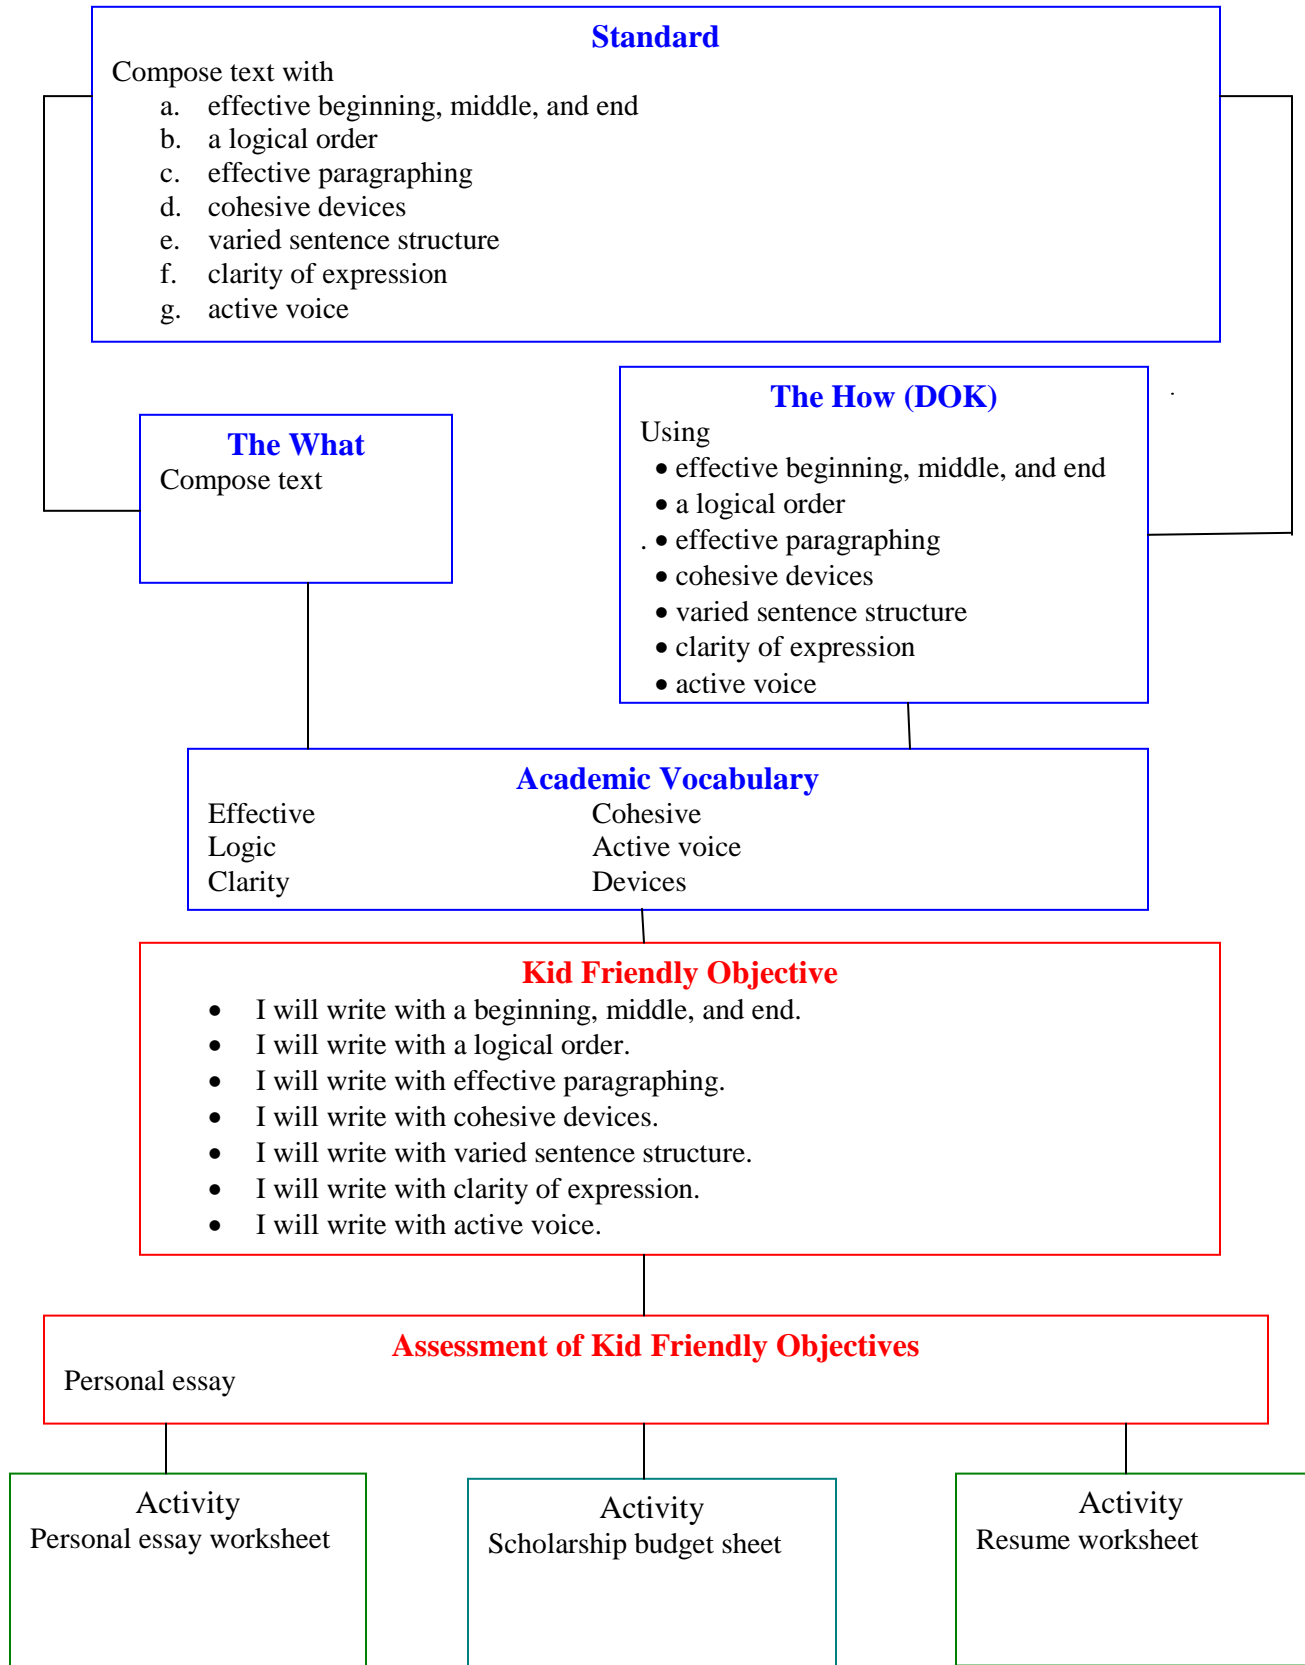 Standard
Compose text with
a. effective beginning, middle, and end
b. a logical order
c. effective paragraphing
d. cohesive devices
e. varied sentence structure
f. clarity of expression
g. active voice
The What
Compose text
The How (DOK)
.
Using
• effective beginning, middle, and end
• a logical order
. • effective paragraphing
• cohesive devices
• varied sentence structure
• clarity of expression
• active voice
Academic Vocabulary
Effective Cohesive
Logic Active voice
Clarity Devices
Kid Friendly Objective
• I will write with a beginning, middle, and end.
• I will write with a logical order.
• I will write with effective paragraphing.
• I will write with cohesive devices.
• I will write with varied sentence structure.
• I will write with clarity of expression.
• I will write with active voice.
Assessment of Kid Friendly Objectives
Personal essay
Activity
Personal essay worksheet
Activity
Scholarship budget sheet
Activity
Resume worksheet